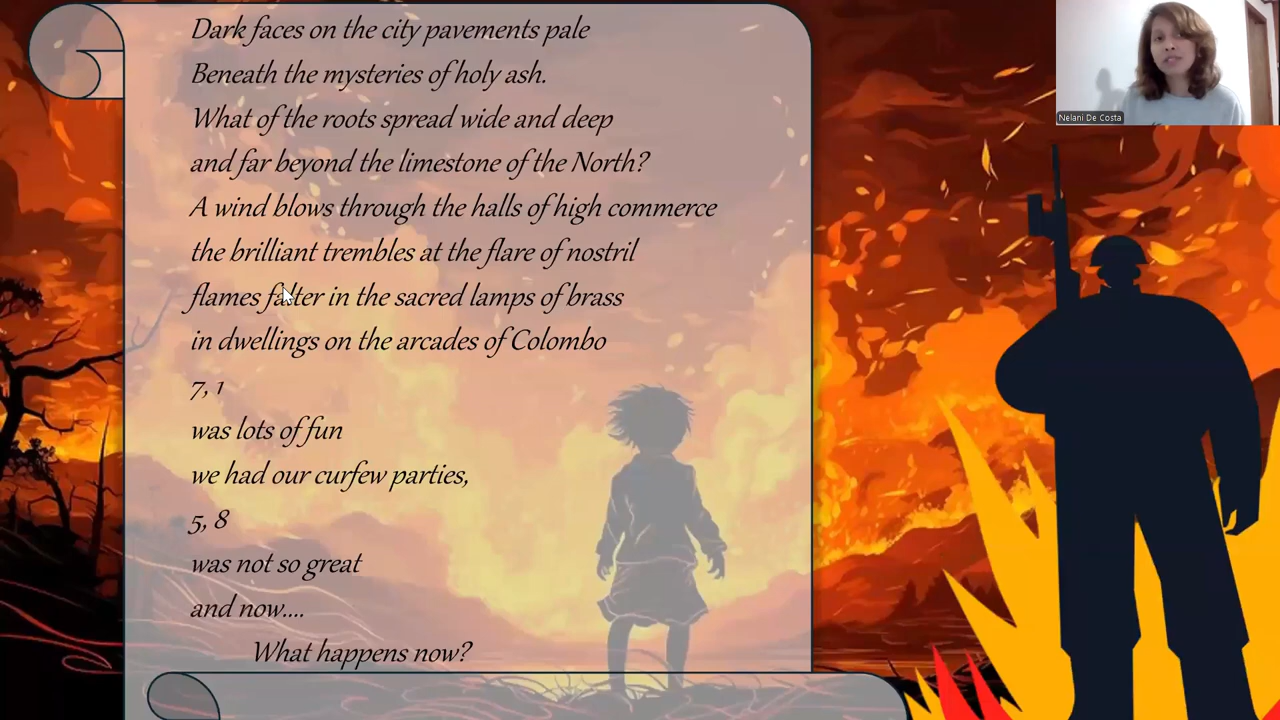 Dark faces on the city pavements pale
Beneath the mysteries of holy ash.
What of the roots spread wide and deep
and far beyond the limestone of the North?
A wind blows through the halls of high commerce
the brilliant trembles at the flare of nostril
flames falter in the sacred lamps of brass
in dwellings on the arcades of Colombo
7, 1
was lots of fun
we had our curfew parties,
5, 8
was not so great
and now....
What happens now?
Nelani De Costa